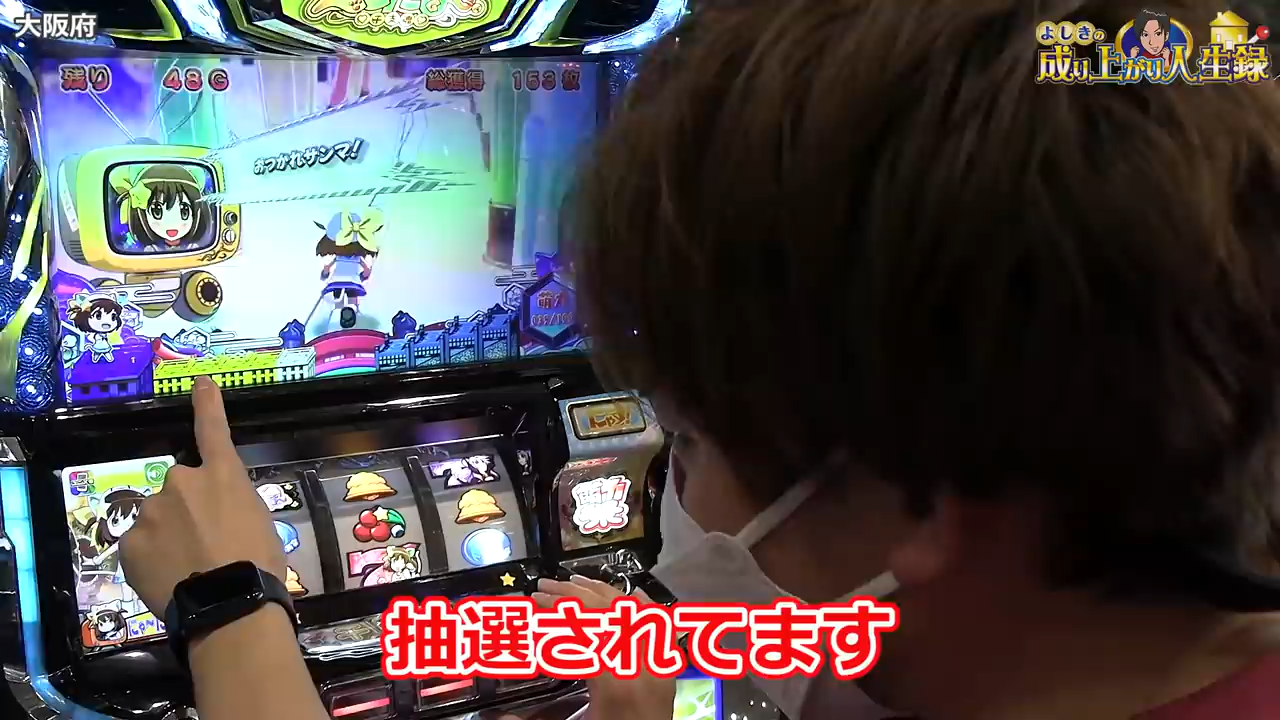 大阪府
よしきの
成り上がり人生録
残り 48G
総獲得 153枚
おつかれサンマ!
抽選されてます